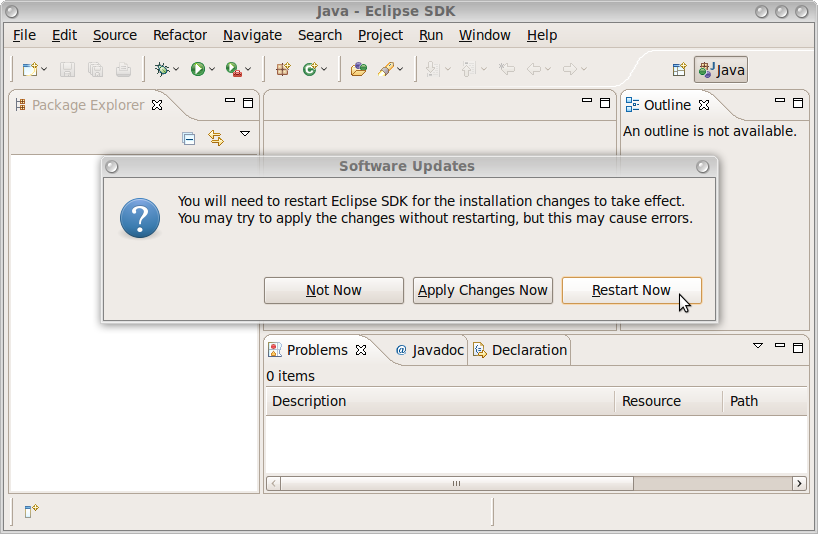 Java - Eclipse SDK
File Edit Source Refactor Navigate Search Project Run Window Help
Java
Package Explorer
Outline
An outline is not available.
Software Updates
You will need to restart Eclipse SDK for the installation changes to take effect.
You may try to apply the changes without restarting, but this may cause errors.
Not Now Apply Changes Now Restart Now
Problems @ Javadoc Declaration
0 items
Description Resource Path